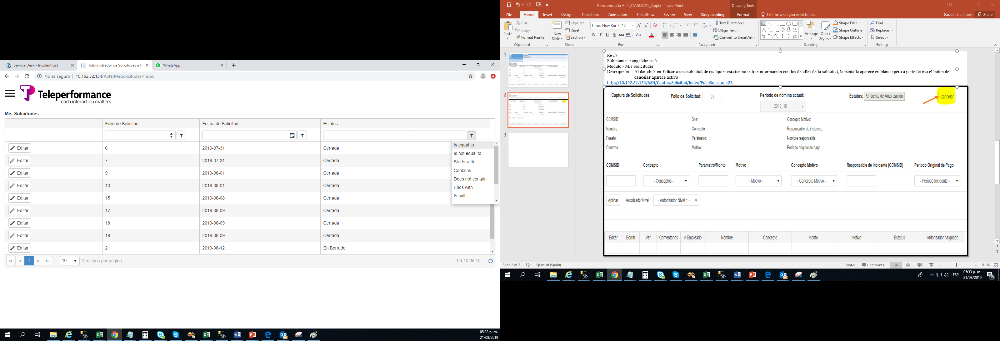 Service Desk - Incident List
Administrador de Solicitudes a N
WhatsApp
No es seguro
10.152.32.134/ASN/MisSolicitudes/Index
Teleperformance
each interaction matters
Mis Solicitudes
Folio de Solicitud
Fecha de Solicitud
Estatus
Is equal to
Is not equal to
Starts with
Contains
Does not contain
Ends with
Is null
Editar 6 2019-07-31 Cerrada
Editar 7 2019-07-31 Cerrada
Editar 9 2019-08-01 Cerrada
Editar 10 2019-08-01 Cerrada
Editar 15 2019-08-08 Cerrada
Editar 17 2019-08-09 Cerrada
Editar 18 2019-08-09 Cerrada
Editar 19 2019-08-09 Cerrada
Editar 21 2019-08-12 En Borrador
1
10
Registros por página
1 a 10 de 10
05:33 p. m.
21/08/2019
Revisiones a la APP_21AGO2019_2.pptx - PowerPoint
Drawing Tools
File Home Insert Design Transitions Animations Slide Show Review View Storyboarding Format Tell me what you want to do... Gaudencio Lopez Share
Paste
Cut
Copy
Format Painter
Clipboard
New Slide
Layout
Reset
Section
Slides
Times New Ror 12
B I U S abc AV Aa A
Font
Text Direction
Align Text
Convert to SmartArt
Paragraph
Arrange
Quick Styles
Shape Fill
Shape Outline
Shape Effects
Drawing
Find
Replace
Select
Editing
1
2
3
Rev.7
Solicitante.- rangelalonso.5
Modulo.- Mis Solicitudes
Descripción.- Al dar click en Editar a una solicitud de cualquier estatus no te trae información con los detalles de la solicitud, la pantalla aparece en blanco pero a parte de eso el botón de
cancelar aparece activo
http://10.152.32.134/ASN/CapturaSolicitud/Index?FolioSolicitud=27
Captura de Solicitudes
Folio de Solicitud: 27
Periodo de nómina actual:
2019_18
Estatus: Pendiente de Autorización
Cancelar
CCMSID: Site: Concepto Motivo:
Nombre: Concepto: Responsable de incidente:
Puesto: Parámetro: Nombre responsable:
Contrato: Motivo: Período original de pago:
CCMSID Concepto Parámetro/Monto Motivo Concepto Motivo Responsable de Incidente (CCMSID) Periodo Original de Pago
- Conceptos - - Motivo - - Concepto Motivo - - Período Incidente -
Aplicar Autorizador Nivel 1: - Autorizador Nivel 1 -
Editar Borrar Ver Comentarios # Empleado Nombre Concepto Monto Motivo Estatus Autorizador Asignado
Slide 2 of 3
Spanish (Spain)
Notes
Comments
91 %
ESP
05:33 p. m.
21/08/2019
18